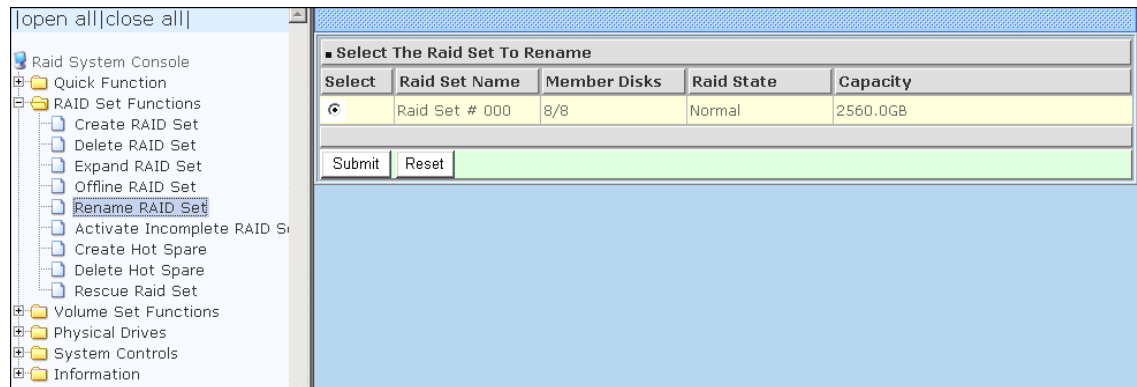 |open all|close all|
Raid System Console
Quick Function
RAID Set Functions
Create RAID Set
Delete RAID Set
Expand RAID Set
Offline RAID Set
Rename RAID Set
Activate Incomplete RAID Se
Create Hot Spare
Delete Hot Spare
Rescue Raid Set
Volume Set Functions
Physical Drives
System Controls
Information
Select The Raid Set To Rename
Select Raid Set Name Member Disks Raid State Capacity
Raid Set # 000 8/8 Normal 2560.0GB
Submit Reset